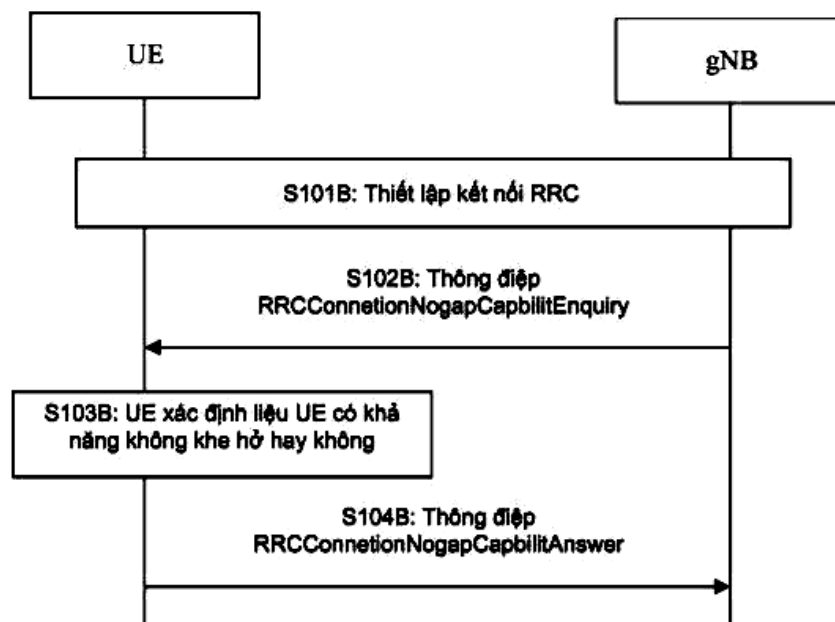 UE
gNB
S101B: Thiết lập kết nối RRC
S102B: Thông điệp
RRCConnetionNogapCapbilitEnquiry
S103B: UE xác định liệu UE có khả
năng không khe hở hay không
S104B: Thông điệp
RRCConnetionNogapCapbilitAnswer